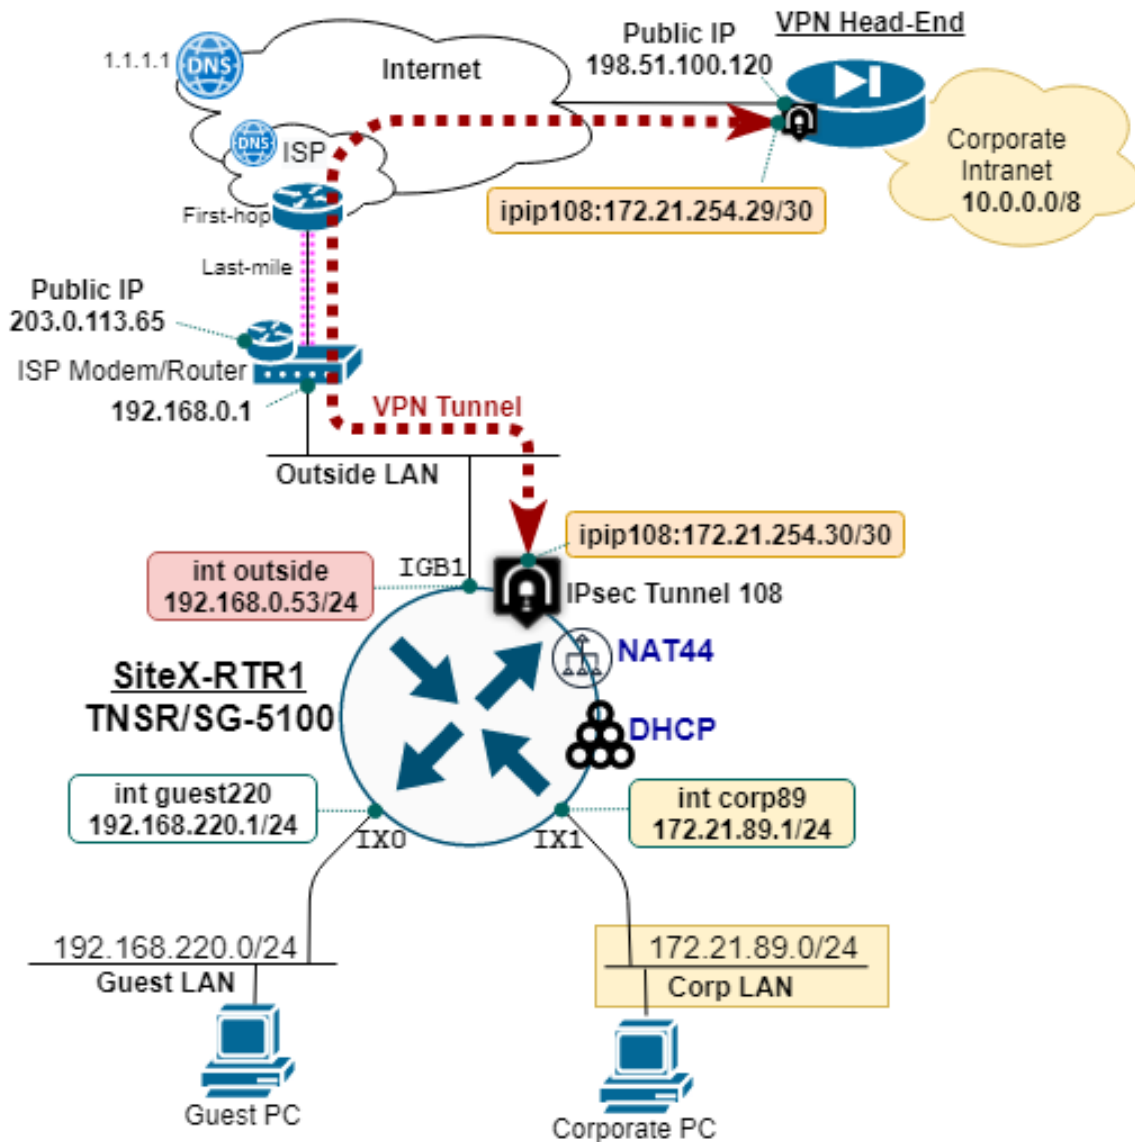 VPN Head-End
Public IP
198.51.100.120
1.1.1.1
DNS
Internet
DNS
ISP
Corporate
Intranet
10.0.0.0/8
First-hop
ipip108:172.21.254.29/30
Last-mile
Public IP
203.0.113.65
ISP Modem/Router
192.168.0.1
VPN Tunnel
Outside LAN
ipip108:172.21.254.30/30
int outside
192.168.0.53/24
IGB1
IPsec Tunnel 108
NAT44
SiteX-RTR1
TNSR/SG-5100
DHCP
int guest220
192.168.220.1/24
int corp89
172.21.89.1/24
IX0
IX1
192.168.220.0/24
Guest LAN
172.21.89.0/24
Corp LAN
Guest PC
Corporate PC